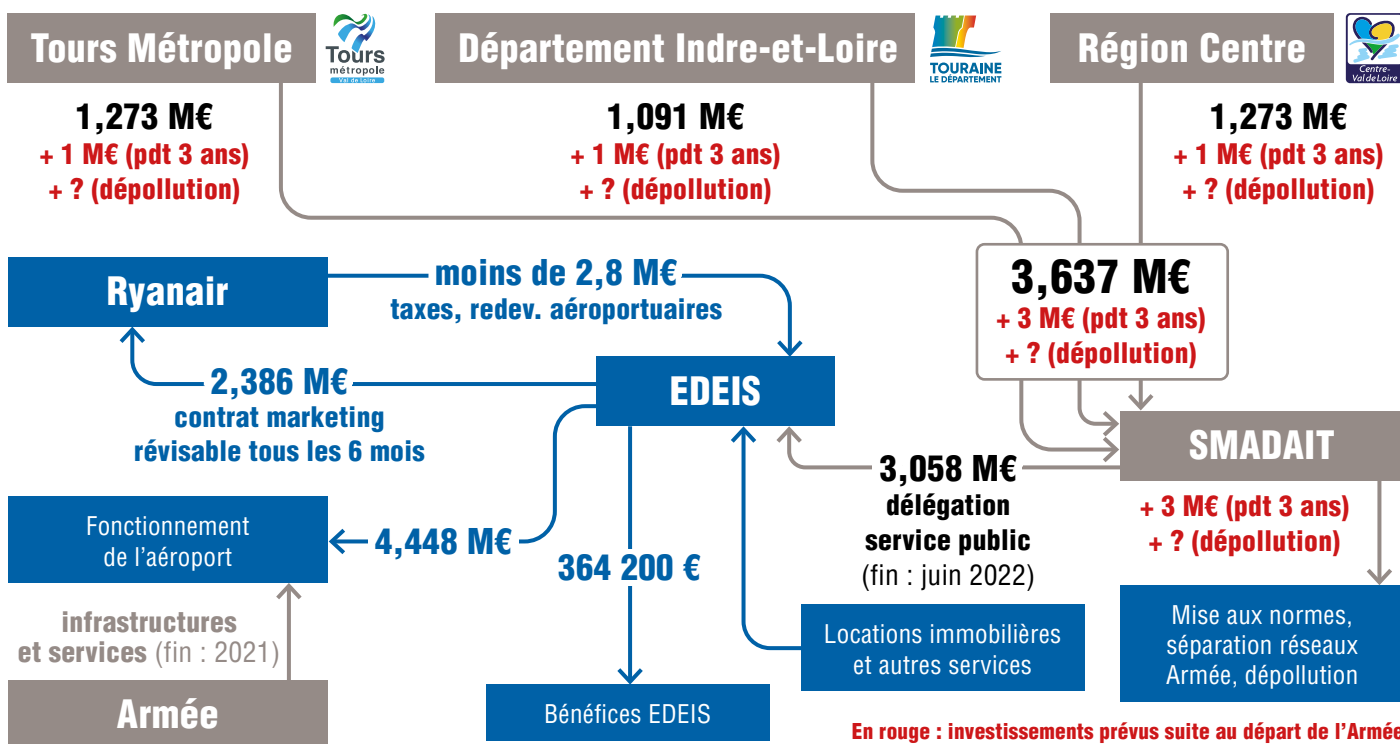 Tours Métropole
Tours
métropole
Val de Loire
Département Indre-et-Loire
TOURAINE
LE DÉPARTEMENT
Région Centre
Centre-
Val de Loire
1,273 M€
+ 1 M€ (pdt 3 ans)
+ ? (dépollution)
1,091 M€
+ 1 M€ (pdt 3 ans)
+ ? (dépollution)
1,273 M€
+ 1 M€ (pdt 3 ans)
+ ? (dépollution)
Ryanair
moins de 2,8 M€
taxes, redev. aéroportuaires
3,637 M€
+ 3 M€ (pdt 3 ans)
+ ? (dépollution)
2,386 M€
contrat marketing
révisable tous les 6 mois
EDEIS
SMADAIT
3,058 M€
délégation
service public
(fin : juin 2022)
+ 3 M€ (pdt 3 ans)
+ ? (dépollution)
Fonctionnement
de l'aéroport
4,448 M€
364 200 €
infrastructures
et services (fin : 2021)
Armée
Bénéfices EDEIS
Locations immobilières
et autres services
Mise aux normes,
séparation réseaux
Armée, dépollution
En rouge : investissements prévus suite au départ de l'Armée